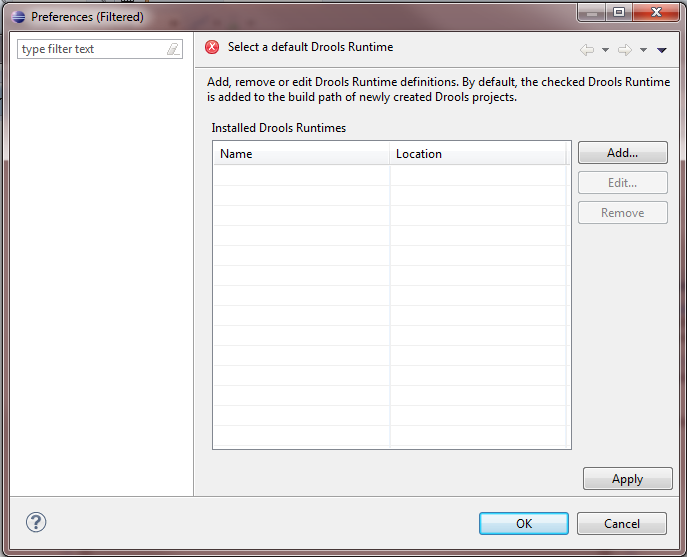 Preferences (Filtered)
type filter text
Select a default Drools Runtime
Add, remove or edit Drools Runtime definitions. By default, the checked Drools Runtime
is added to the build path of newly created Drools projects.
Installed Drools Runtimes
Name Location
Add...
Edit...
Remove
Apply
OK Cancel